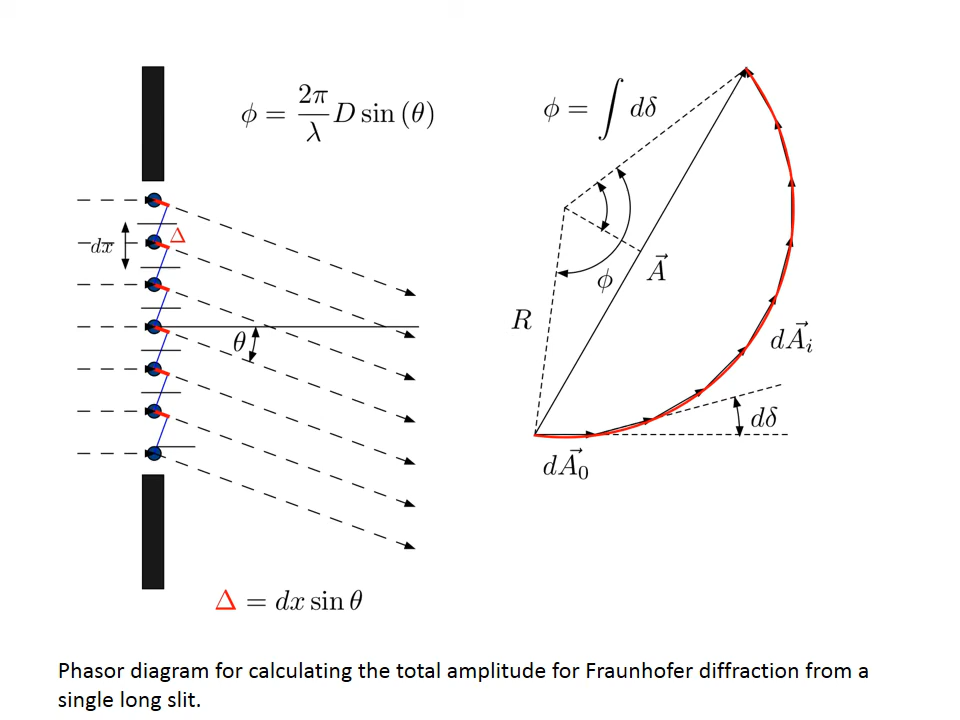 ϕ = 2π/λ D sin (θ)
ϕ = ∫ dδ
Δ
dx
θ
ϕ
A⃗
R
dA⃗ᵢ
dδ
dA⃗₀
Δ = dx sin θ
Phasor diagram for calculating the total amplitude for Fraunhofer diffraction from a
single long slit.